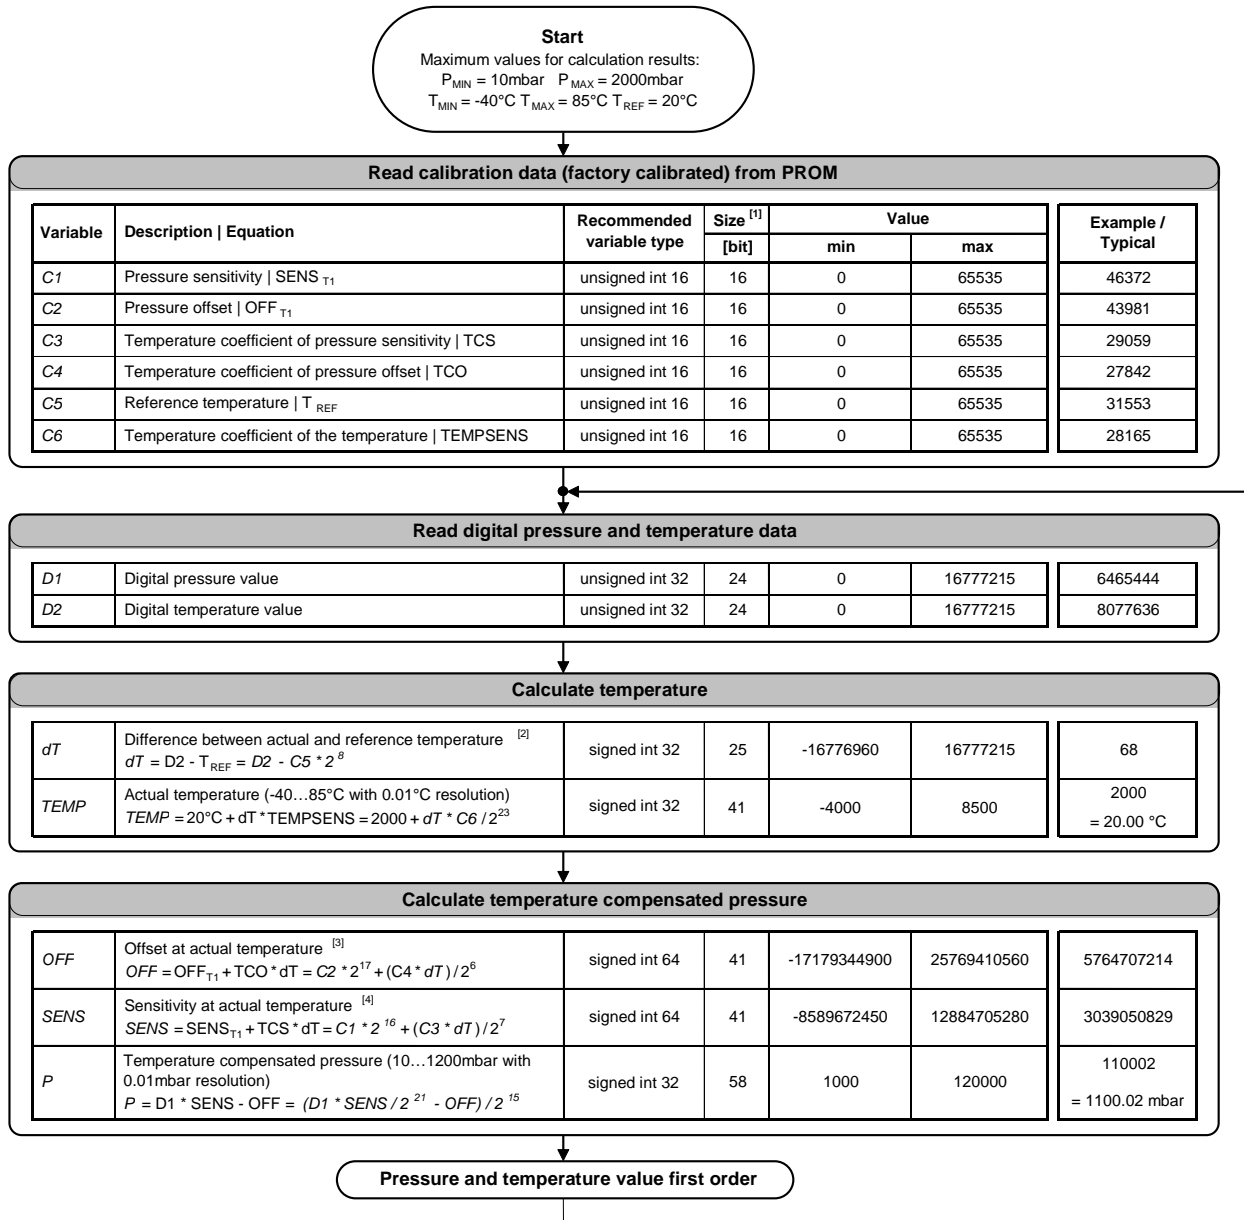 Start
Maximum values for calculation results:
P MIN = 10mbar P MAX = 2000mbar
T MIN = -40°C T MAX = 85°C T REF = 20°C
Read calibration data (factory calibrated) from PROM
Variable | Description | Equation | Recommended variable type | Size [1] [bit] | Value min max | Example / Typical
C1 Pressure sensitivity | SENS T1 unsigned int 16 16 0 65535 46372
C2 Pressure offset | OFF T1 unsigned int 16 16 0 65535 43981
C3 Temperature coefficient of pressure sensitivity | TCS unsigned int 16 16 0 65535 29059
C4 Temperature coefficient of pressure offset | TCO unsigned int 16 16 0 65535 27842
C5 Reference temperature | T REF unsigned int 16 16 0 65535 31553
C6 Temperature coefficient of the temperature | TEMPSENS unsigned int 16 16 0 65535 28165
Read digital pressure and temperature data
D1 Digital pressure value unsigned int 32 24 0 16777215 6465444
D2 Digital temperature value unsigned int 32 24 0 16777215 8077636
Calculate temperature
dT Difference between actual and reference temperature [2] signed int 32 25 -16776960 16777215 68
dT = D2 - T REF = D2 - C5 * 2^8
TEMP Actual temperature (-40…85°C with 0.01°C resolution) signed int 32 41 -4000 8500 2000
TEMP = 20°C + dT * TEMPSENS = 2000 + dT * C6 / 2^23 = 20.00 °C
Calculate temperature compensated pressure
OFF Offset at actual temperature [3] signed int 64 41 -17179344900 25769410560 5764707214
OFF = OFF T1 + TCO * dT = C2 * 2^17 + (C4 * dT ) / 2^6
SENS Sensitivity at actual temperature [4] signed int 64 41 -8589672450 12884705280 3039050829
SENS = SENS T1 + TCS * dT = C1 * 2^16 + (C3 * dT ) / 2^7
P Temperature compensated pressure (10…1200mbar with 0.01mbar resolution) signed int 32 58 1000 120000 110002
P = D1 * SENS - OFF = (D1 * SENS / 2^21 - OFF) / 2^15 = 1100.02 mbar
Pressure and temperature value first order